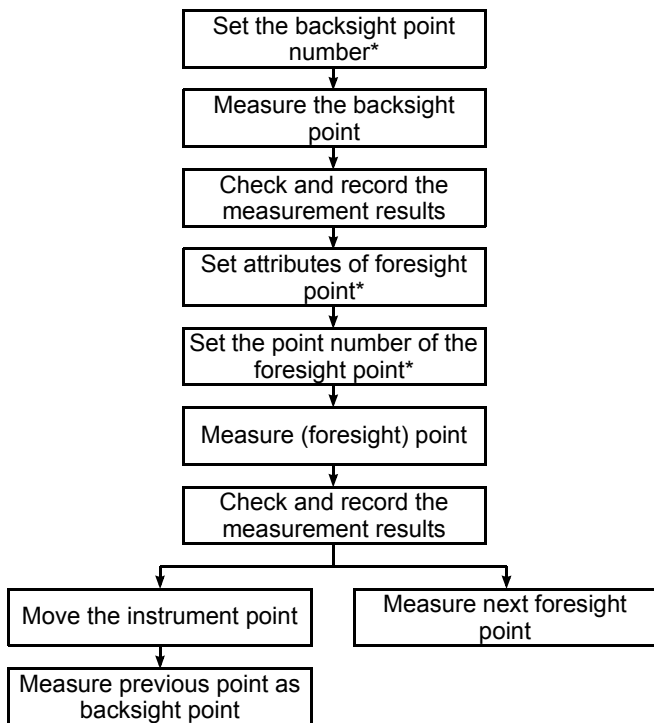 Set the backsight point
number*
Measure the backsight
point
Check and record the
measurement results
Set attributes of foresight
point*
Set the point number of the
foresight point*
Measure (foresight) point
Check and record the
measurement results
Move the instrument point
Measure next foresight
point
Measure previous point as
backsight point